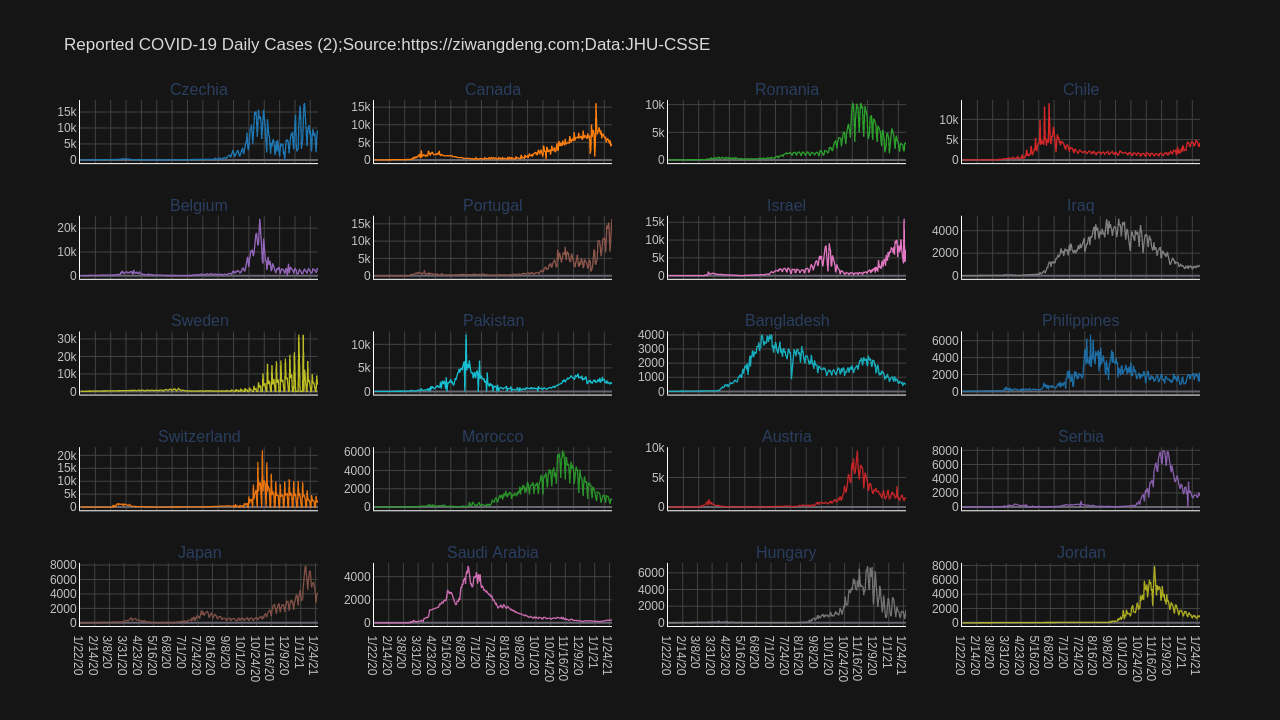 Reported COVID-19 Daily Cases (2);Source:https://ziwangdeng.com;Data:JHU-CSSE
Czechia
15k
10k
5k
0
Canada
15k
10k
5k
0
Romania
10k
5k
0
Chile
10k
5k
0
Belgium
20k
10k
0
Portugal
15k
10k
5k
0
Israel
15k
10k
5k
0
Iraq
4000
2000
0
Sweden
30k
20k
10k
0
Pakistan
10k
5k
0
Bangladesh
4000
3000
2000
1000
0
Philippines
6000
4000
2000
0
Switzerland
20k
15k
10k
5k
0
Morocco
6000
4000
2000
0
Austria
10k
5k
0
Serbia
8000
6000
4000
2000
0
Japan
8000
6000
4000
2000
0
Saudi Arabia
4000
2000
0
Hungary
6000
4000
2000
0
Jordan
8000
6000
4000
2000
0
1/22/20
2/14/20
3/8/20
3/31/20
4/23/20
5/16/20
6/8/20
7/1/20
7/24/20
8/16/20
9/8/20
10/1/20
10/24/20
11/16/20
12/9/20
1/1/21
1/24/21
1/22/20
2/14/20
3/8/20
3/31/20
4/23/20
5/16/20
6/8/20
7/1/20
7/24/20
8/16/20
9/8/20
10/1/20
10/24/20
11/16/20
12/9/20
1/1/21
1/24/21
1/22/20
2/14/20
3/8/20
3/31/20
4/23/20
5/16/20
6/8/20
7/1/20
7/24/20
8/16/20
9/8/20
10/1/20
10/24/20
11/16/20
12/9/20
1/1/21
1/24/21
1/22/20
2/14/20
3/8/20
3/31/20
4/23/20
5/16/20
6/8/20
7/1/20
7/24/20
8/16/20
9/8/20
10/1/20
10/24/20
11/16/20
12/9/20
1/1/21
1/24/21